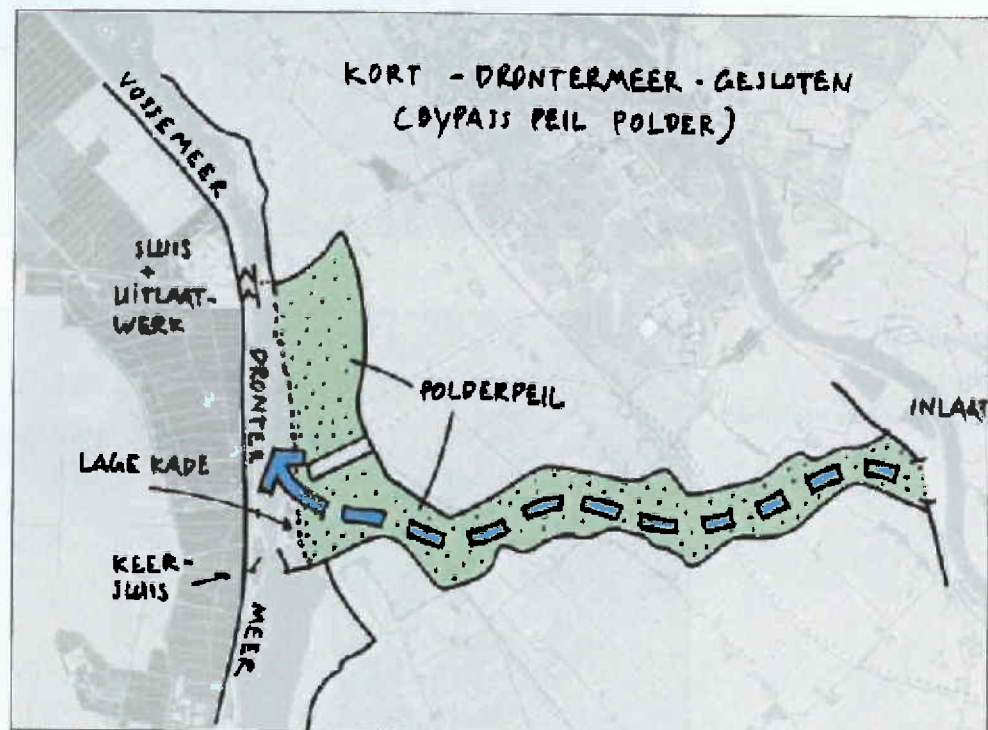 KORT - DRONTERMEER - GESLOTEN
(BYPASS PEIL POLDER)
VOSSEMEER
SLUIS
+
UITLAAT-
WERK
DRONTER
POLDERPEIL
INLAAT
LAGE KADE
KEER-
SLUIS
MEER